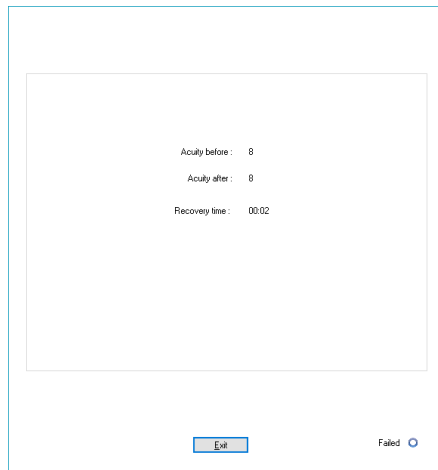 Acuity before : 8
Acuity after : 8
Recovery time : 00:02
Exit
Failed